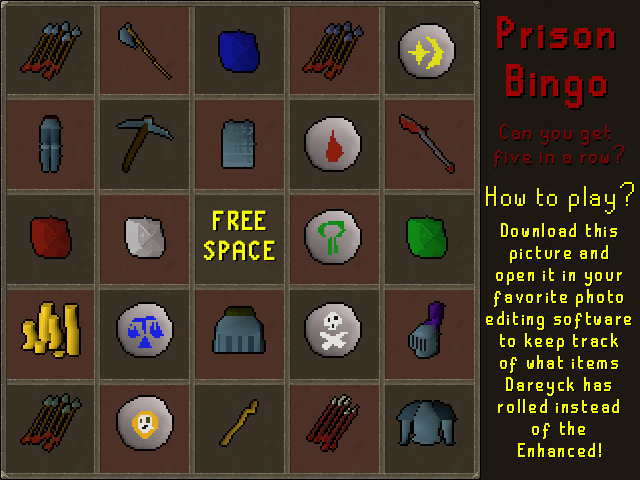 Prison
Bingo
Can you get
five in a row?
How to play?
Download this
picture and
open it in your
favorite photo
editing software
to keep track
of what items
Dareyck has
rolled instead
of the
Enhanced!
FREE
SPACE